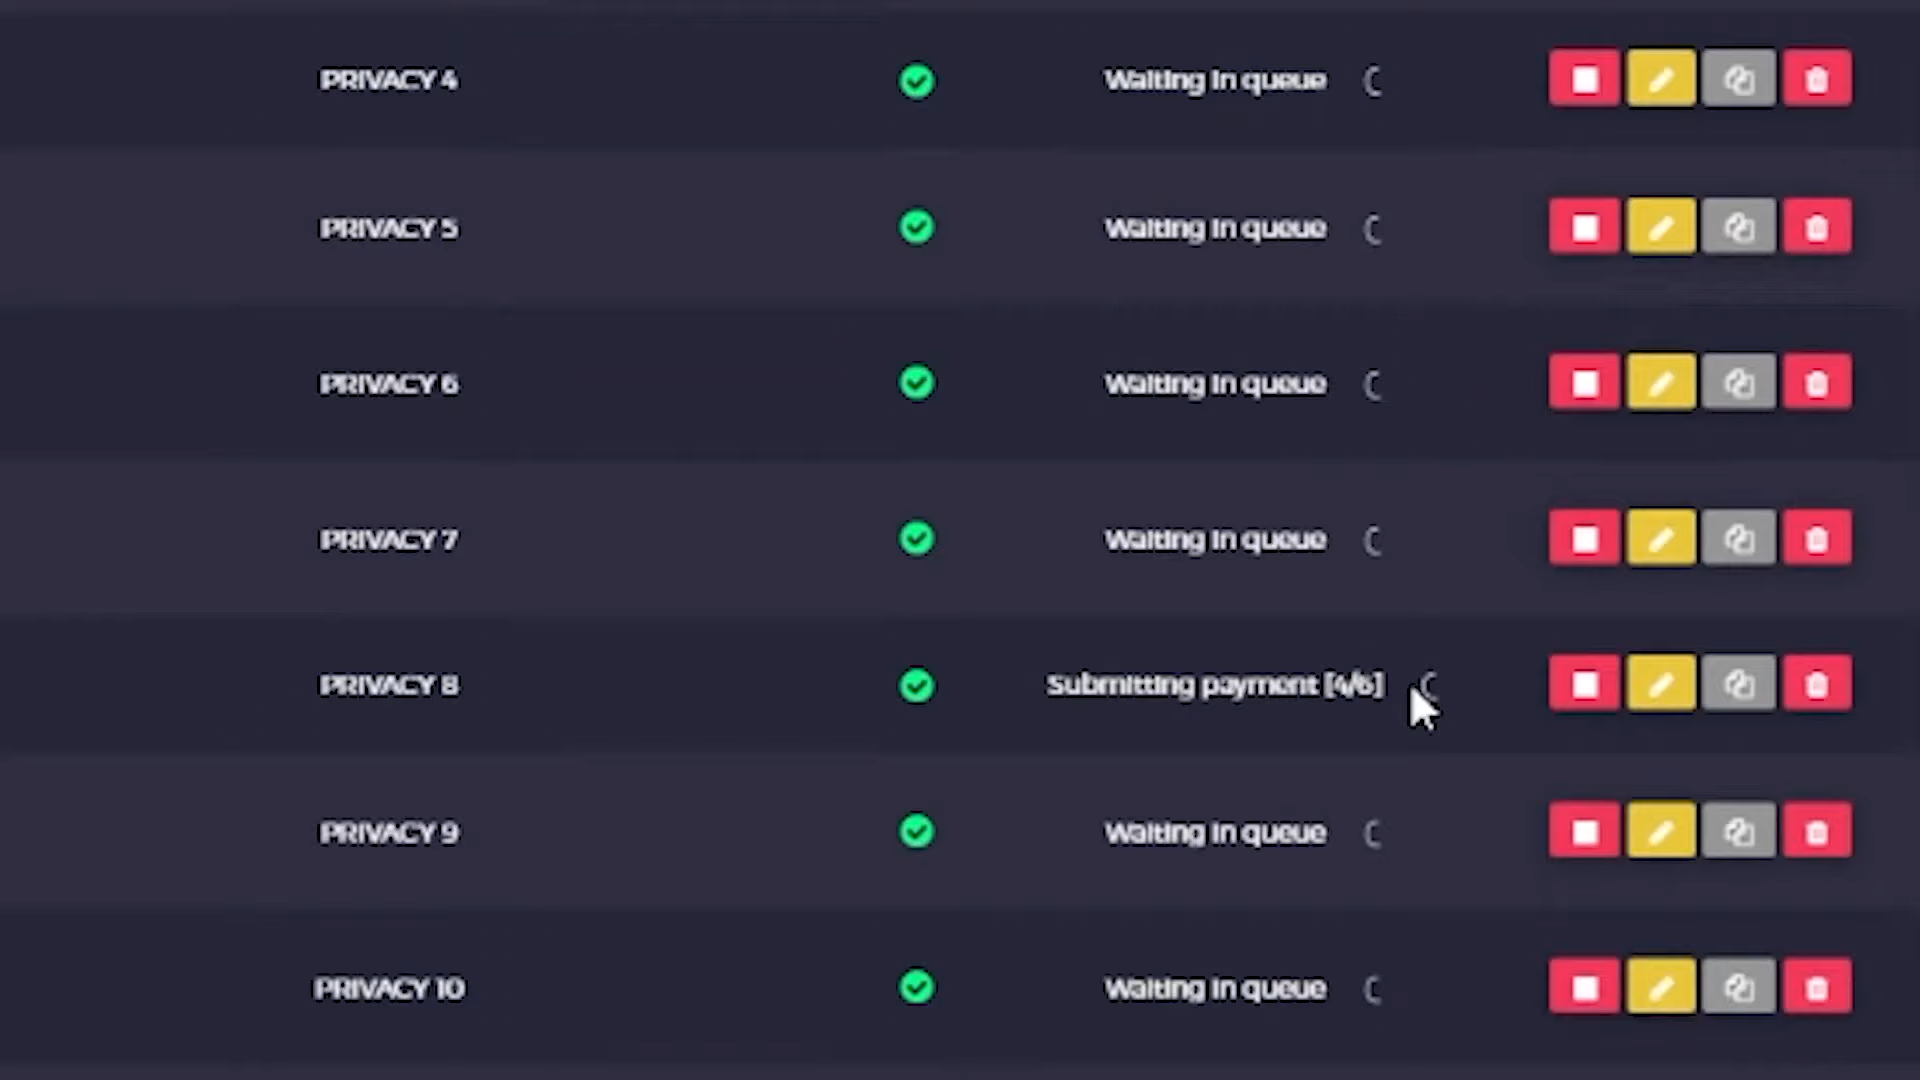 PRIVACY 4 Waiting in queue
PRIVACY 5 Waiting in queue
PRIVACY 6 Waiting in queue
PRIVACY 7 Waiting in queue
PRIVACY 8 Submitting payment [4/6]
PRIVACY 9 Waiting in queue
PRIVACY 10 Waiting in queue